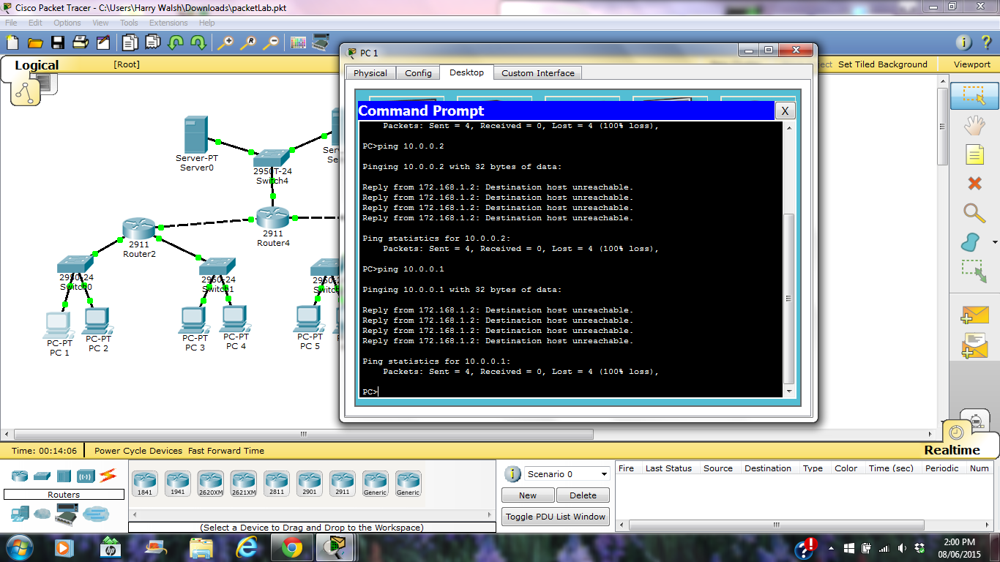 Cisco Packet Tracer - C:\Users\Harry Walsh\Downloads\packetLab.pkt
File Edit Options View Tools Extensions Help
Logical
[Root]
Set Tiled Background
Viewport
Server-PT
Server0
2950T-24
Switch4
2911
Router4
2911
Router2
2950-24
Switch0
2950-24
Switch1
PC-PT
PC 1
PC-PT
PC 2
PC-PT
PC 3
PC-PT
PC 4
PC-PT
PC 5
PC 1
Physical Config Desktop Custom Interface
Command Prompt
X
Packets: Sent = 4, Received = 0, Lost = 4 (100% loss),
PC>ping 10.0.0.2
Pinging 10.0.0.2 with 32 bytes of data:
Reply from 172.168.1.2: Destination host unreachable.
Reply from 172.168.1.2: Destination host unreachable.
Reply from 172.168.1.2: Destination host unreachable.
Reply from 172.168.1.2: Destination host unreachable.
Ping statistics for 10.0.0.2:
Packets: Sent = 4, Received = 0, Lost = 4 (100% loss),
PC>ping 10.0.0.1
Pinging 10.0.0.1 with 32 bytes of data:
Reply from 172.168.1.2: Destination host unreachable.
Reply from 172.168.1.2: Destination host unreachable.
Reply from 172.168.1.2: Destination host unreachable.
Reply from 172.168.1.2: Destination host unreachable.
Ping statistics for 10.0.0.1:
Packets: Sent = 4, Received = 0, Lost = 4 (100% loss),
PC>
Time: 00:14:06
Power Cycle Devices Fast Forward Time
Realtime
Routers
1841 1941 2620XM 2621XM 2811 2901 2911 Generic Generic
(Select a Device to Drag and Drop to the Workspace)
Scenario 0
New Delete
Toggle PDU List Window
Fire Last Status Source Destination Type Color Time (sec) Periodic Num
2:00 PM
08/06/2015